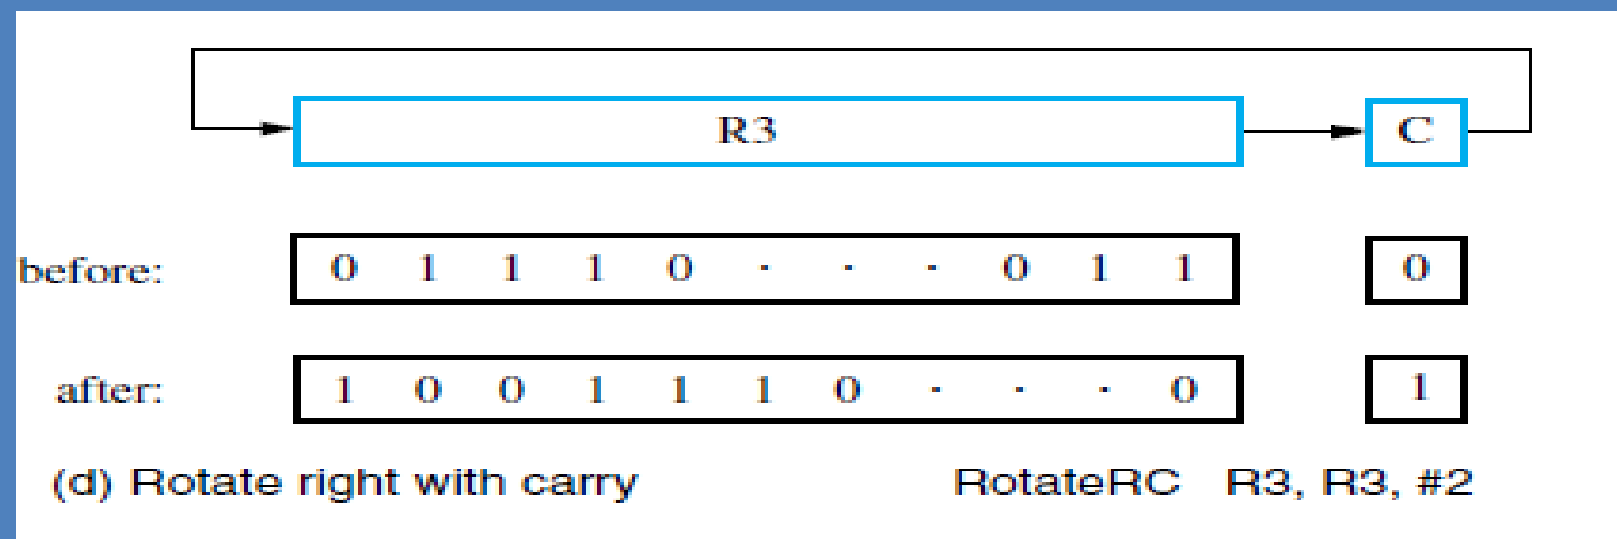 R3 C
before: 0 1 1 1 0 · · · 0 1 1 0
after: 1 0 0 1 1 1 0 · · · 0 1
(d) Rotate right with carry RotateRC R3, R3, #2